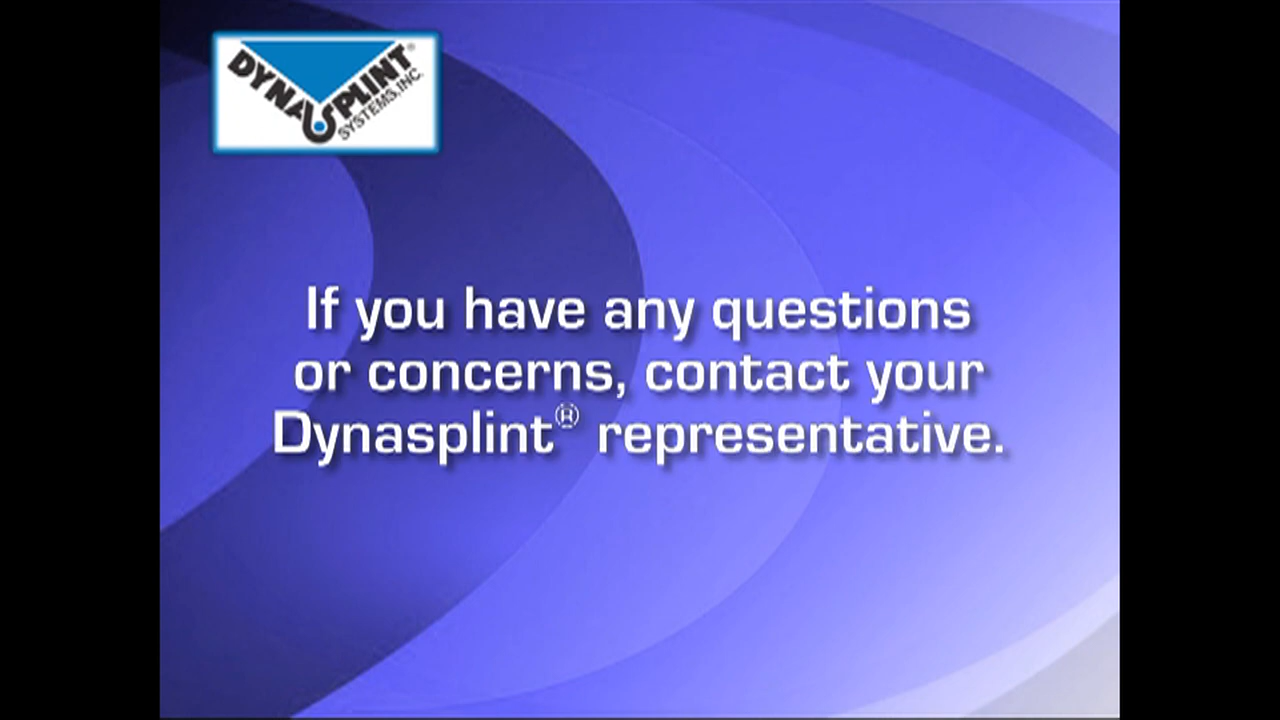 DYNASPLINT®
SYSTEMS, INC.
If you have any questions
or concerns, contact your
Dynasplint® representative.